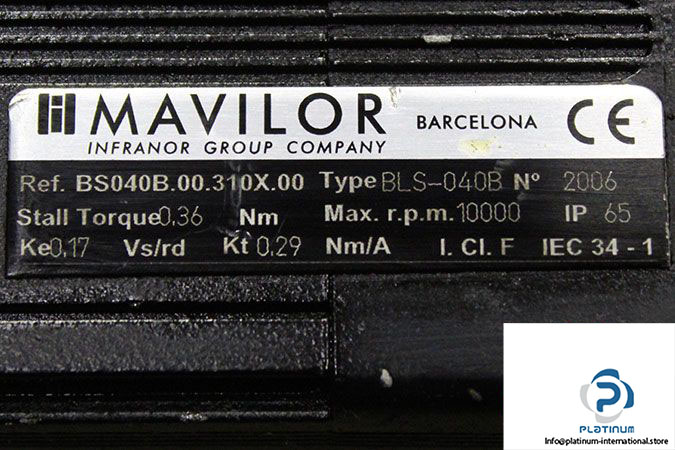 MAVILOR BARCELONA CE
INFRANOR GROUP COMPANY
Ref. BS040B.00.310X.00 Type BLS-040B Nº 2006
Stall Torque 0,36 Nm Max. r.p.m. 10000 IP 65
Ke 0,17 Vs/rd Kt 0,29 Nm/A I. Cl. F IEC 34 - 1
PLATINUM
Info@platinum-international.store